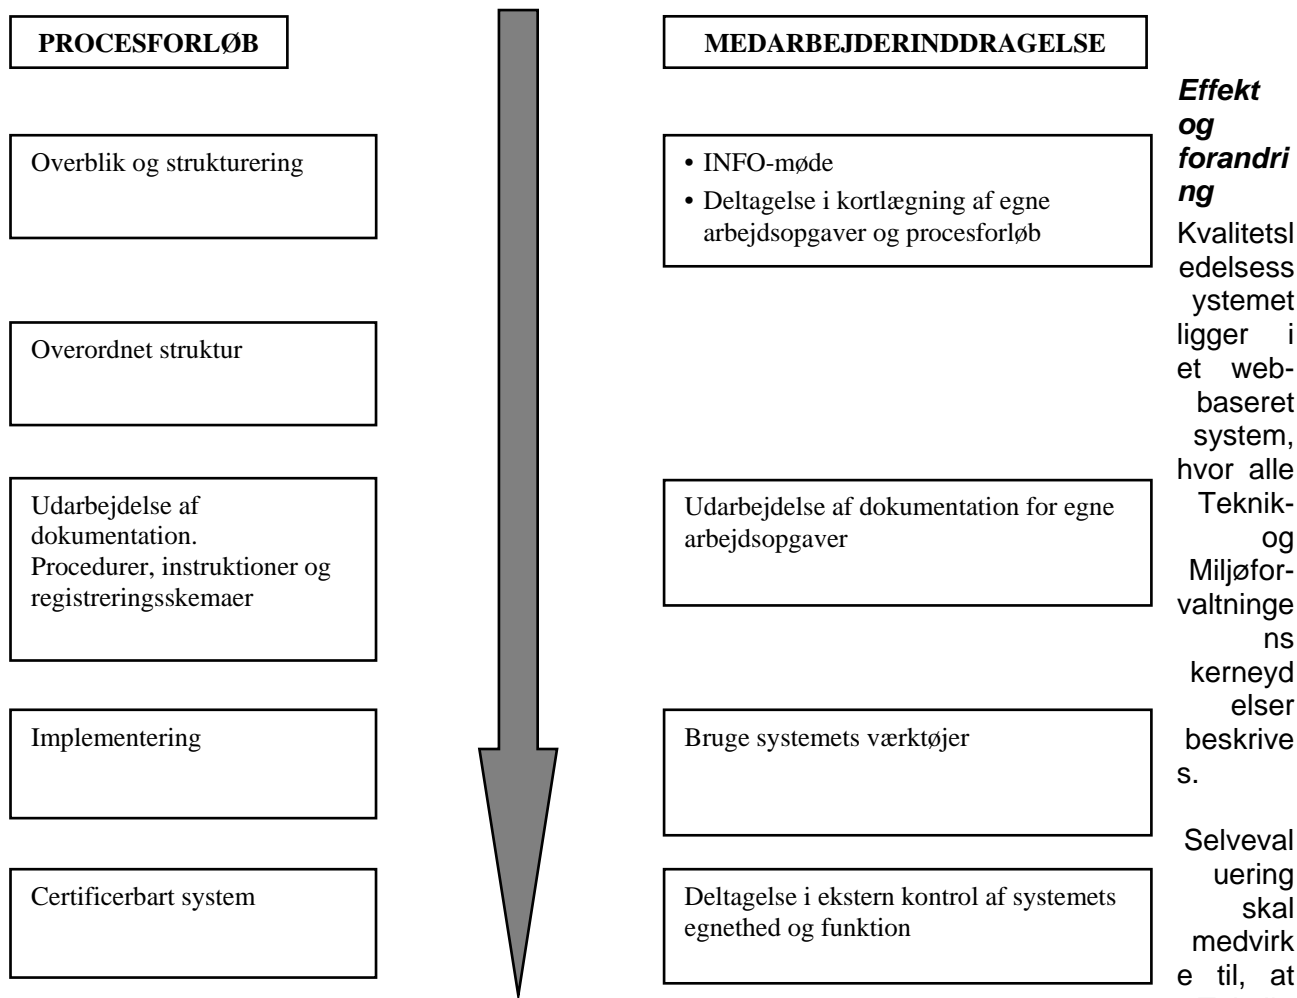 PROCESFORLØB
MEDARBEJDERINDDRAGELSE
Overblik og strukturering
• INFO-møde
• Deltagelse i kortlægning af egne
arbejdsopgaver og procesforløb
Overordnet struktur
Udarbejdelse af
dokumentation.
Procedurer, instruktioner og
registreringsskemaer
Udarbejdelse af dokumentation for egne
arbejdsopgaver
Implementering
Bruge systemets værktøjer
Certificerbart system
Deltagelse i ekstern kontrol af systemets
egnethed og funktion
Effekt
og
forandri
ng
Kvalitetsl
edelsess
ystemet
ligger i
et web-
baseret
system,
hvor alle
Teknik-
og
Miljøfor-
valtninge
ns
kerneyd
elser
beskrive
s.
Selveval
uering
skal
medvirk
e til, at